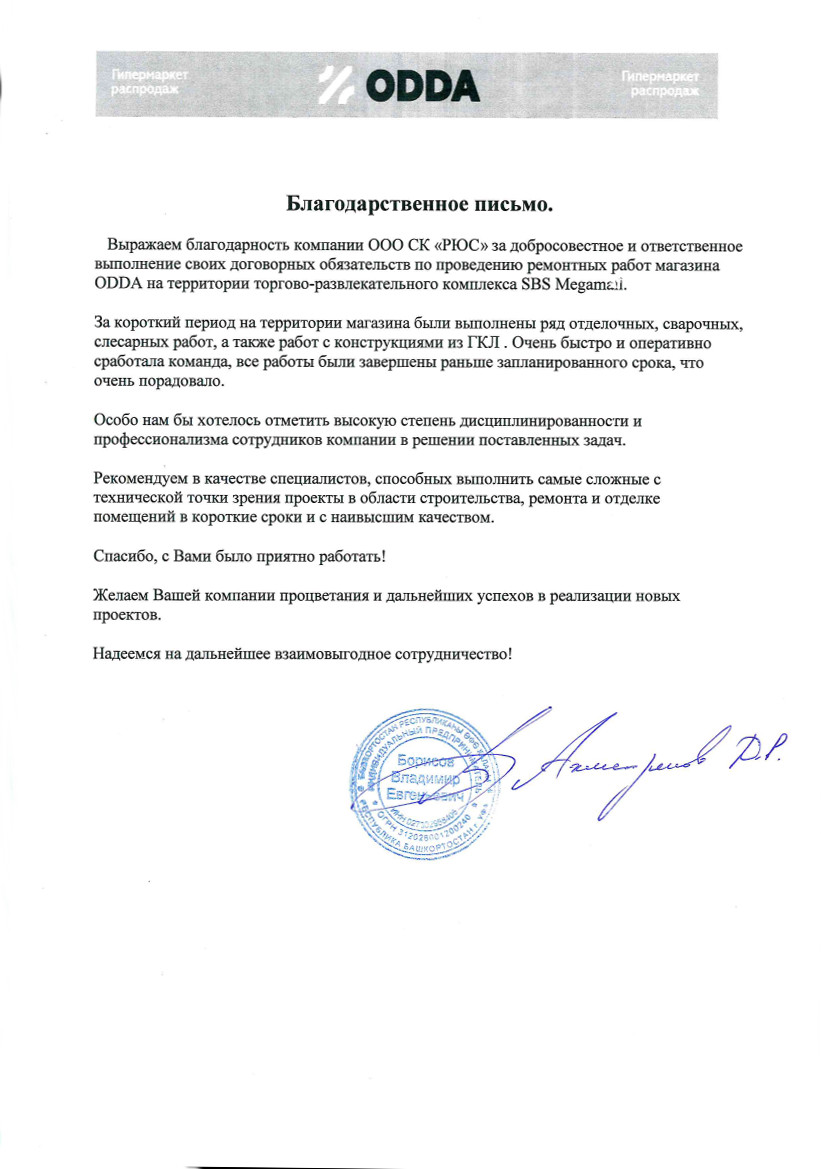 Гипермаркет
распродаж
ODDA
Гипермаркет
распродаж
Благодарственное письмо.
Выражаем благодарность компании ООО СК «РЮС» за добросовестное и ответственное
выполнение своих договорных обязательств по проведению ремонтных работ магазина
ODDA на территории торгово-развлекательного комплекса SBS Megamall.
За короткий период на территории магазина были выполнены ряд отделочных, сварочных,
слесарных работ, а также работ с конструкциями из ГКЛ . Очень быстро и оперативно
сработала команда, все работы были завершены раньше запланированного срока, что
очень порадовало.
Особо нам бы хотелось отметить высокую степень дисциплинированности и
профессионализма сотрудников компании в решении поставленных задач.
Рекомендуем в качестве специалистов, способных выполнить самые сложные с
технической точки зрения проекты в области строительства, ремонта и отделке
помещений в короткие сроки и с наивысшим качеством.
Спасибо, с Вами было приятно работать!
Желаем Вашей компании процветания и дальнейших успехов в реализации новых
проектов.
Надеемся на дальнейшее взаимовыгодное сотрудничество!
БАШКОРТОСТАН РЕСПУБЛИКАҺЫ
ИНДИВИДУАЛЬНЫЙ ПРЕДПРИНИМАТЕЛЬ
Борисов
Владимир
Евгеньевич
ИНН
ОГРН
РЕСПУБЛИКА БАШКОРТОСТАН г. УФА
Д.Р.